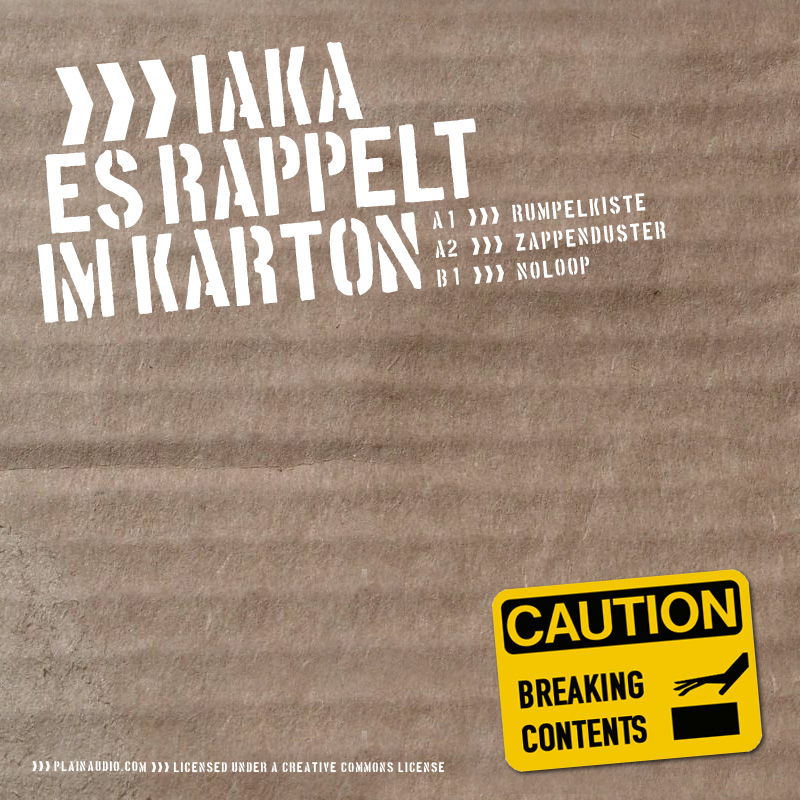 ❯❯❯ IAKA
ES RAPPELT
IM KARTON
A1 ❯❯❯ RUMPELKISTE
A2 ❯❯❯ ZAPPENDUSTER
B1 ❯❯❯ NOLOOP
CAUTION
BREAKING
CONTENTS
❯❯❯ PLAINAUDIO.COM ❯❯❯ LICENSED UNDER A CREATIVE COMMONS LICENSE